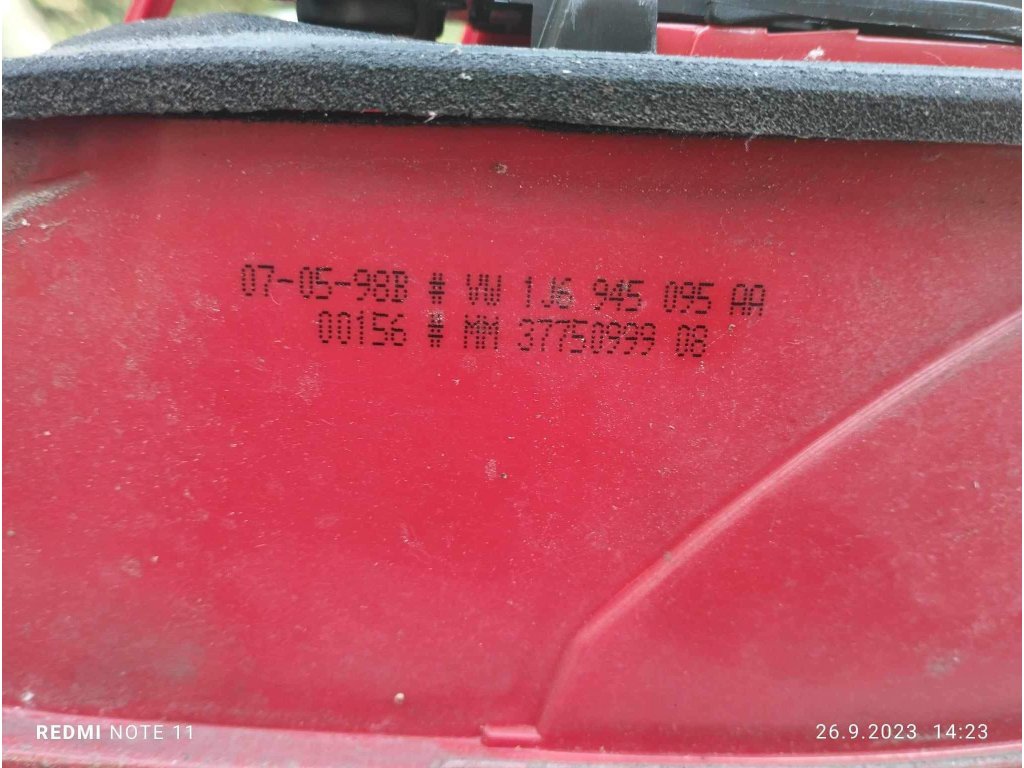 07-05-98B # VW 1J6 945 095 AA
00156 # MM 37750999 08
REDMI NOTE 11
26.9.2023 14:23